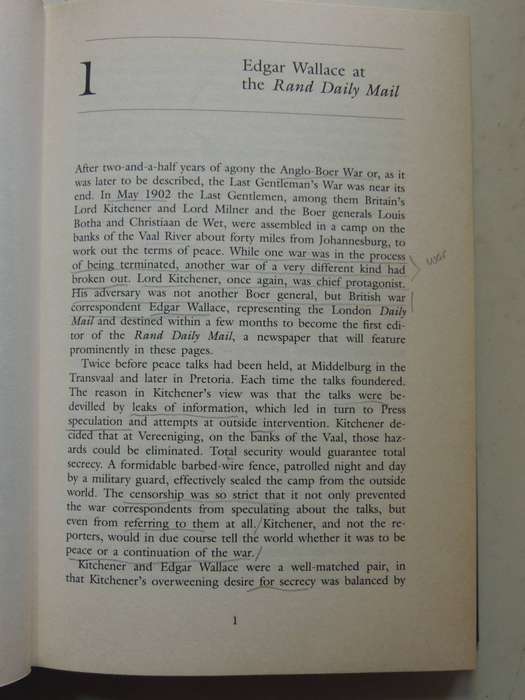 1
Edgar Wallace at
the Rand Daily Mail
After two-and-a-half years of agony the Anglo-Boer War or, as it
was later to be described, the Last Gentleman's War was near its
end. In May 1902 the Last Gentlemen, among them Britain's
Lord Kitchener and Lord Milner and the Boer generals Louis
Botha and Christiaan de Wet, were assembled in a camp on the
banks of the Vaal River about forty miles from Johannesburg, to
work out the terms of peace. While one war was in the process
of being terminated, another war of a very different kind had
broken out. Lord Kitchener, once again, was chief protagonist.
war
His adversary was not another Boer general, but British war
correspondent Edgar Wallace, representing the London Daily
Mail and destined within a few months to become the first edi-
tor of the Rand Daily Mail, a newspaper that will feature
prominently in these pages.
Twice before peace talks had been held, at Middelburg in the
Transvaal and later in Pretoria. Each time the talks foundered.
The reason in Kitchener's view was that the talks were be-
devilled by leaks of information, which led in turn to Press
speculation and attempts at outside intervention. Kitchener de-
cided that at Vereeniging, on the banks of the Vaal, those haz-
ards could be eliminated. Total security would guarantee total
secrecy. A formidable barbed-wire fence, patrolled night and day
by a military guard, effectively sealed the camp from the outside
world. The censorship was so strict that it not only prevented
the war correspondents from speculating about the talks, but
even from referring to them at all. Kitchener, and not the re-
porters, would in due course tell the world whether it was to be
peace or a continuation of the war.
Kitchener and Edgar Wallace were a well-matched pair, in
that Kitchener's overweening desire for secrecy was balanced by
1